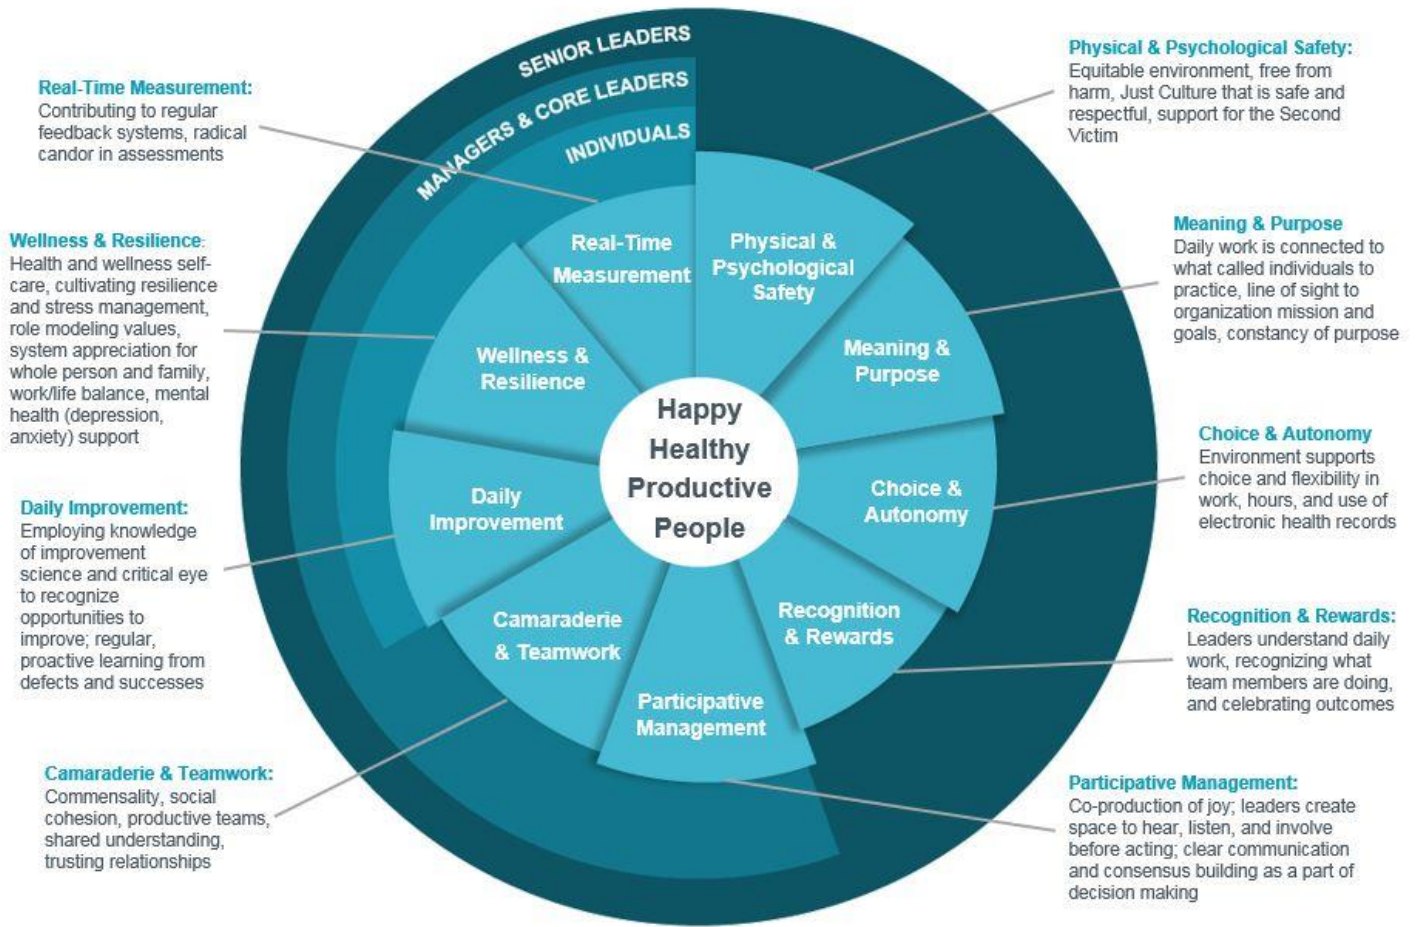 SENIOR LEADERS
MANAGERS & CORE LEADERS
INDIVIDUALS
Real-Time
Measurement
Physical &
Psychological
Safety
Meaning &
Purpose
Choice &
Autonomy
Recognition
& Rewards
Participative
Management
Camaraderie
& Teamwork
Daily
Improvement
Wellness &
Resilience
Happy
Healthy
Productive
People
Physical & Psychological Safety:
Equitable environment, free from
harm, Just Culture that is safe and
respectful, support for the Second
Victim
Meaning & Purpose
Daily work is connected to
what called individuals to
practice, line of sight to
organization mission and
goals, constancy of purpose
Choice & Autonomy
Environment supports
choice and flexibility in
work, hours, and use of
electronic health records
Recognition & Rewards:
Leaders understand daily
work, recognizing what
team members are doing,
and celebrating outcomes
Participative Management:
Co-production of joy; leaders create
space to hear, listen, and involve
before acting; clear communication
and consensus building as a part of
decision making
Camaraderie & Teamwork:
Commensality, social
cohesion, productive teams,
shared understanding,
trusting relationships
Daily Improvement:
Employing knowledge
of improvement
science and critical eye
to recognize
opportunities to
improve; regular,
proactive learning from
defects and successes
Wellness & Resilience:
Health and wellness self-
care, cultivating resilience
and stress management,
role modeling values,
system appreciation for
whole person and family,
work/life balance, mental
health (depression,
anxiety) support
Real-Time Measurement:
Contributing to regular
feedback systems, radical
candor in assessments